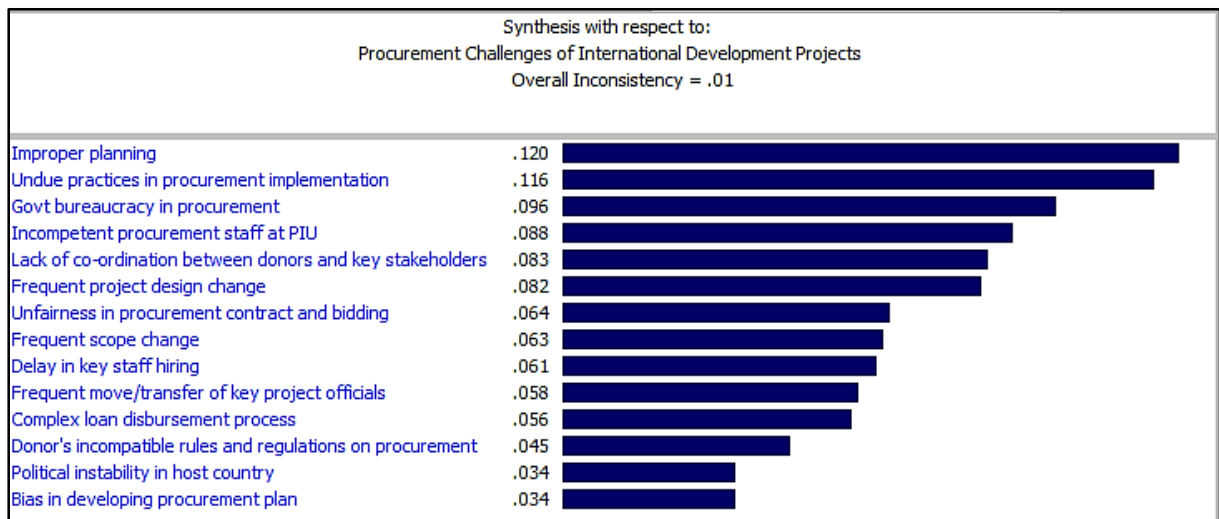 Synthesis with respect to:
Procurement Challenges of International Development Projects
Overall Inconsistency = .01
Improper planning .120
Undue practices in procurement implementation .116
Govt bureaucracy in procurement .096
Incompetent procurement staff at PIU .088
Lack of co-ordination between donors and key stakeholders .083
Frequent project design change .082
Unfairness in procurement contract and bidding .064
Frequent scope change .063
Delay in key staff hiring .061
Frequent move/transfer of key project officials .058
Complex loan disbursement process .056
Donor's incompatible rules and regulations on procurement .045
Political instability in host country .034
Bias in developing procurement plan .034